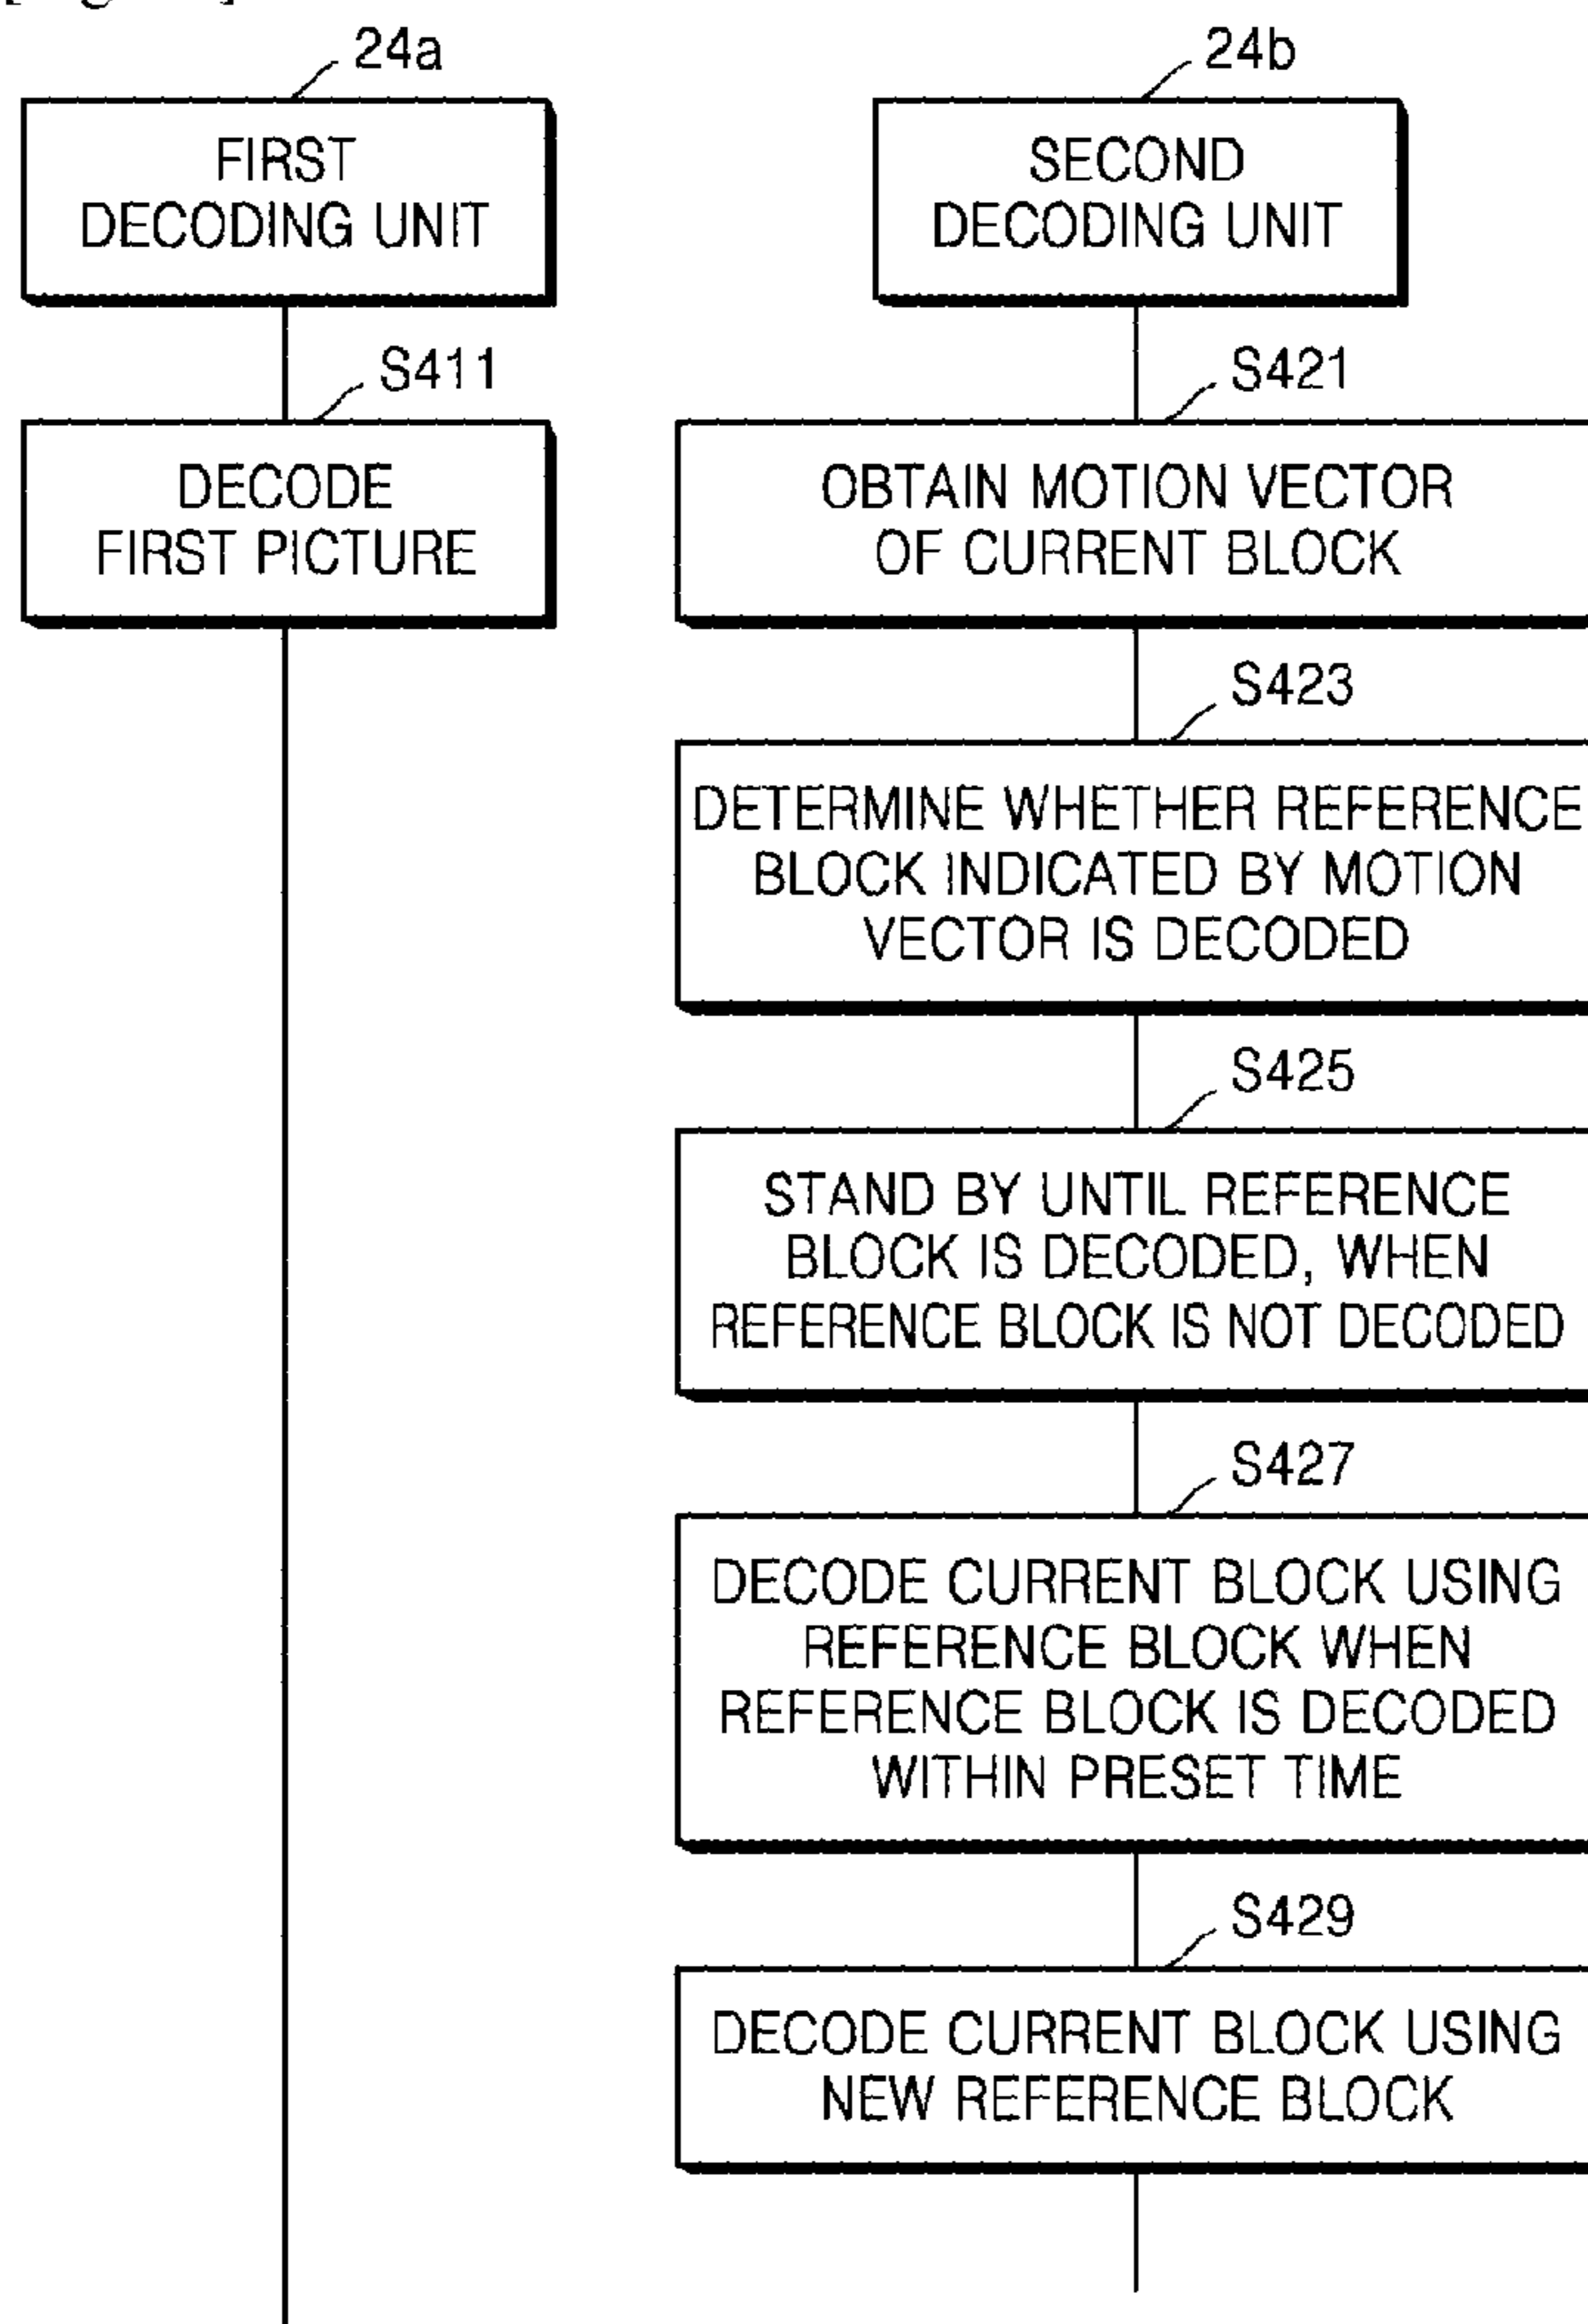 24a
FIRST
DECODING UNIT
S411
DECODE
FIRST PICTURE
24b
SECOND
DECODING UNIT
S421
OBTAIN MOTION VECTOR
OF CURRENT BLOCK
S423
DETERMINE WHETHER REFERENCE
BLOCK INDICATED BY MOTION
VECTOR IS DECODED
S425
STAND BY UNTIL REFERENCE
BLOCK IS DECODED, WHEN
REFERENCE BLOCK IS NOT DECODED
S427
DECODE CURRENT BLOCK USING
REFERENCE BLOCK WHEN
REFERENCE BLOCK IS DECODED
WITHIN PRESET TIME
S429
DECODE CURRENT BLOCK USING
NEW REFERENCE BLOCK